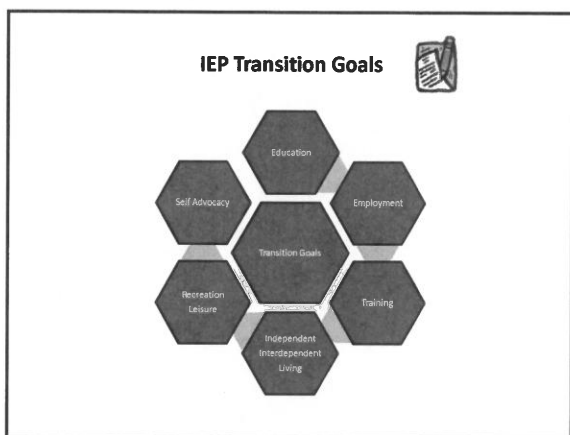 IEP Transition Goals
Education
Employment
Training
Independent
Interdependent
Living
Recreation
Leisure
Self Advocacy
Transition Goals